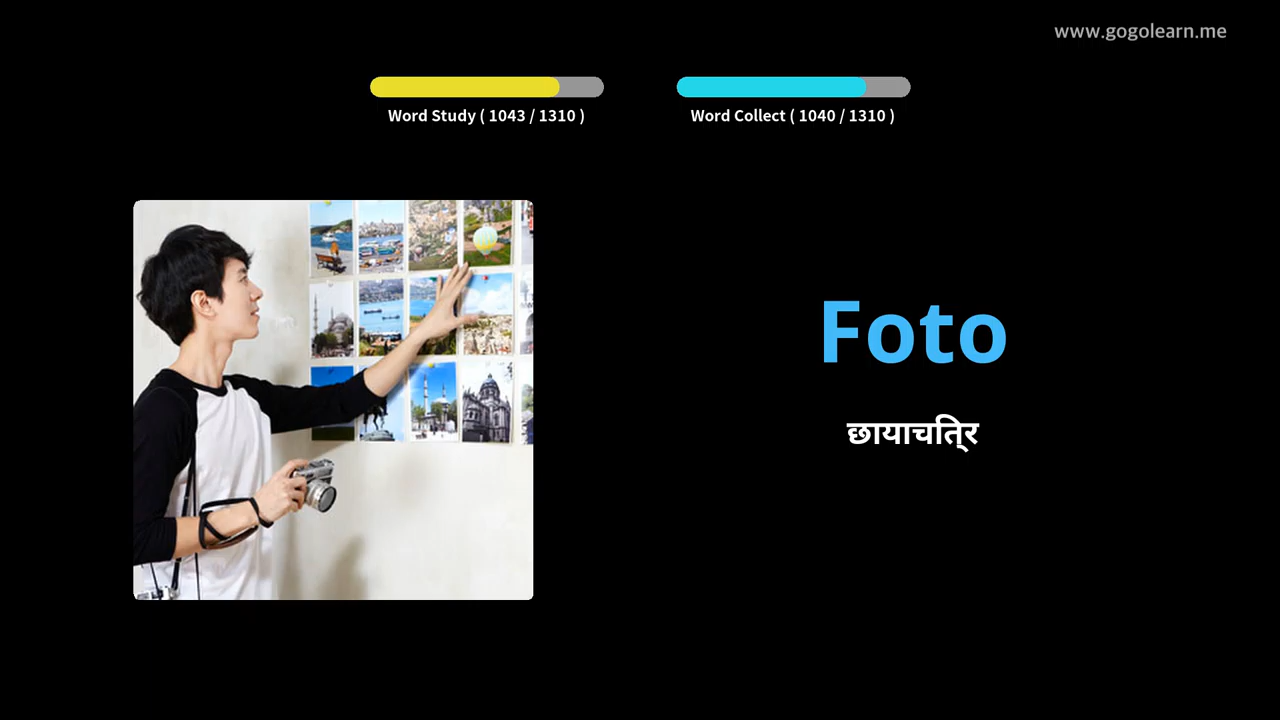 www.gogolearn.me
Word Study ( 1043 / 1310 )
Word Collect ( 1040 / 1310 )
Foto
छायाचत्रि